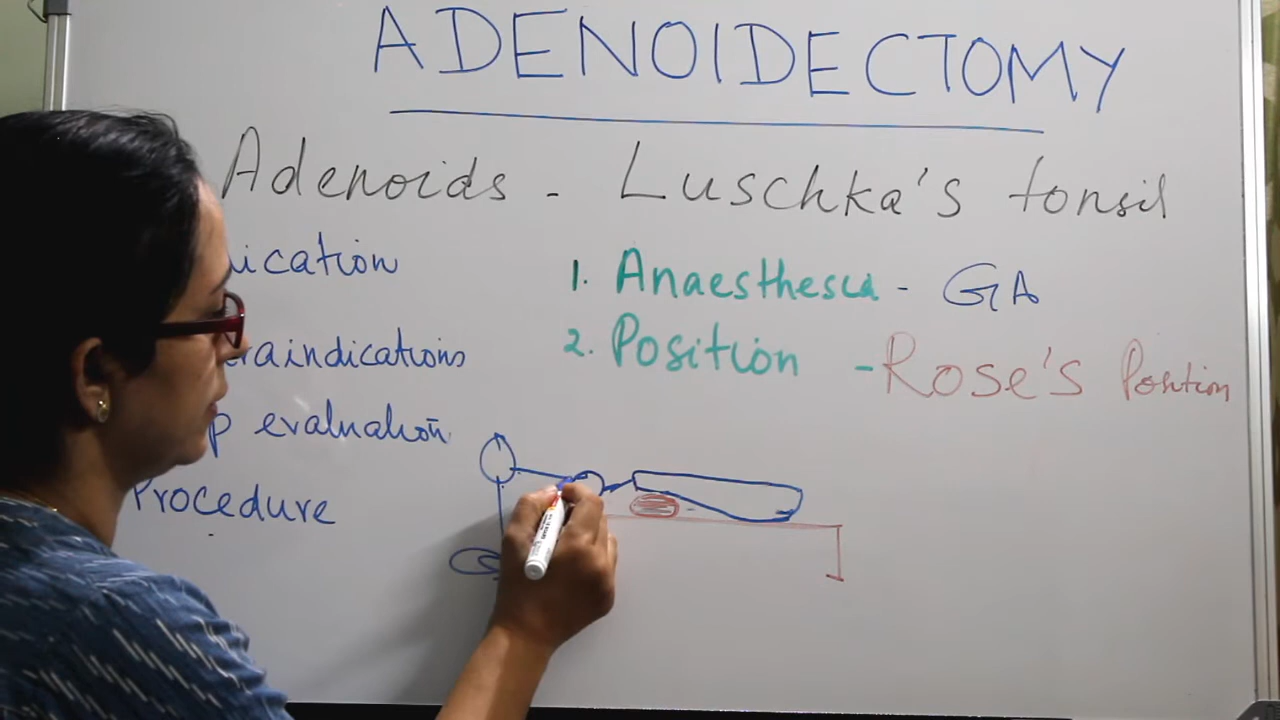 ADENOIDECTOMY
Adenoids - Luschka's tonsil
ication
raindications
p evaluation
Procedure
1. Anaesthesia - GA
2. Position - Rose's Position